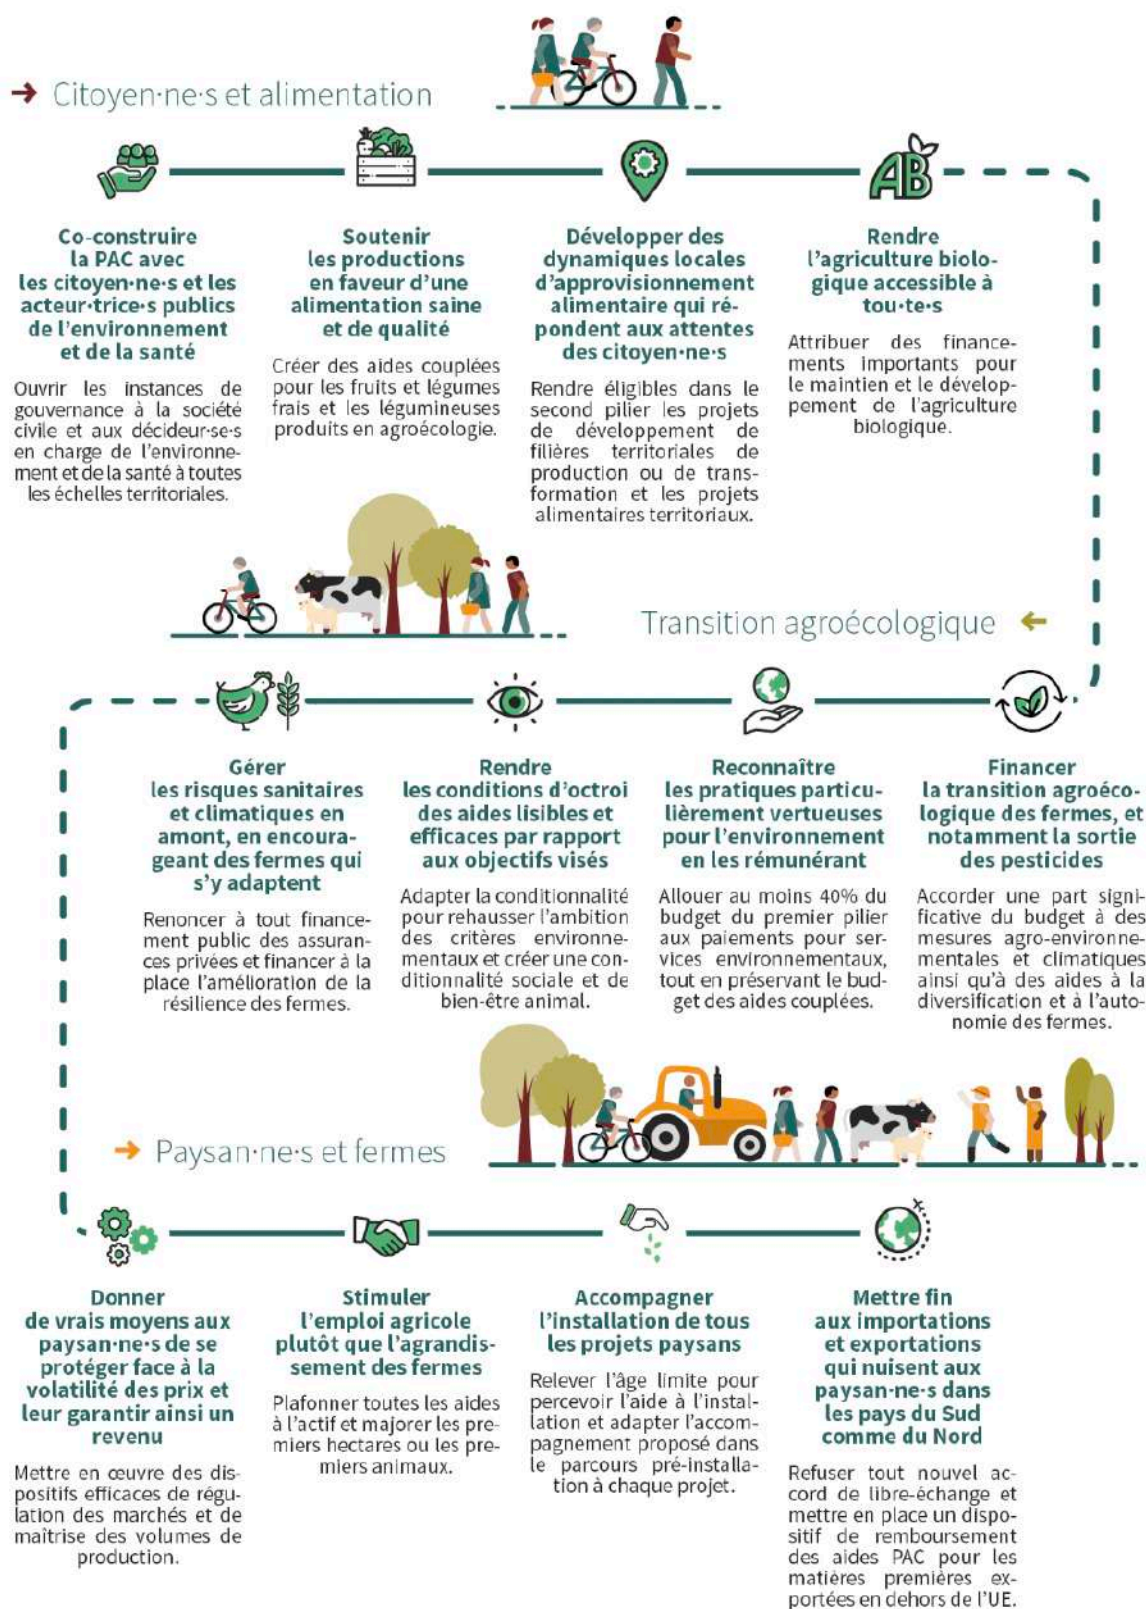 → Citoyen·ne·s et alimentation
AB
Co-construire
la PAC avec
les citoyen·ne·s et les
acteur·trice·s publics
de l'environnement
et de la santé
Ouvrir les instances de
gouvernance à la société
civile et aux décideur·se·s
en charge de l'environne-
ment et de la santé à toutes
les échelles territoriales.
Soutenir
les productions
en faveur d'une
alimentation saine
et de qualité
Créer des aides couplées
pour les fruits et légumes
frais et les légumineuses
produits en agroécologie.
Développer des
dynamiques locales
d'approvisionnement
alimentaire qui ré-
pondent aux attentes
des citoyen·ne·s
Rendre éligibles dans le
second pilier les projets
de développement de
filières territoriales de
production ou de trans-
formation et les projets
alimentaires territoriaux.
Rendre
l'agriculture biolo-
gique accessible à
tou·te·s
Attribuer des finance-
ments importants pour
le maintien et le dévelop-
pement de l'agriculture
biologique.
Transition agroécologique ←
Gérer
les risques sanitaires
et climatiques en
amont, en encoura-
geant des fermes qui
s'y adaptent
Renoncer à tout finance-
ment public des assuran-
ces privées et financer à la
place l'amélioration de la
résilience des fermes.
Rendre
les conditions d'octroi
des aides lisibles et
efficaces par rapport
aux objectifs visés
Adapter la conditionnalité
pour rehausser l'ambition
des critères environne-
mentaux et créer une con-
ditionnalité sociale et de
bien-être animal.
Reconnaître
les pratiques particu-
lièrement vertueuses
pour l'environnement
en les rémunérant
Allouer au moins 40% du
budget du premier pilier
aux paiements pour ser-
vices environnementaux,
tout en préservant le bud-
get des aides couplées.
Financer
la transition agroéco-
logique des fermes, et
notamment la sortie
des pesticides
Accorder une part signi-
ficative du budget à des
mesures agro-environne-
mentales et climatiques
ainsi qu'à des aides à la
diversification et à l'auto-
nomie des fermes.
→ Paysan·ne·s et fermes
Donner
de vrais moyens aux
paysan·ne·s de se
protéger face à la
volatilité des prix et
leur garantir ainsi un
revenu
Mettre en œuvre des dis-
positifs efficaces de régu-
lation des marchés et de
maîtrise des volumes de
production.
Stimuler
l'emploi agricole
plutôt que l'agrandis-
sement des fermes
Plafonner toutes les aides
à l'actif et majorer les pre-
miers hectares ou les pre-
miers animaux.
Accompagner
l'installation de tous
les projets paysans
Relever l'âge limite pour
percevoir l'aide à l'instal-
lation et adapter l'accom-
pagnement proposé dans
le parcours pré-installa-
tion à chaque projet.
Mettre fin
aux importations
et exportations
qui nuisent aux
paysan·ne·s dans
les pays du Sud
comme du Nord
Refuser tout nouvel ac-
cord de libre-échange et
mettre en place un dispo-
sitif de remboursement
des aides PAC pour les
matières premières ex-
portées en dehors de l'UE.